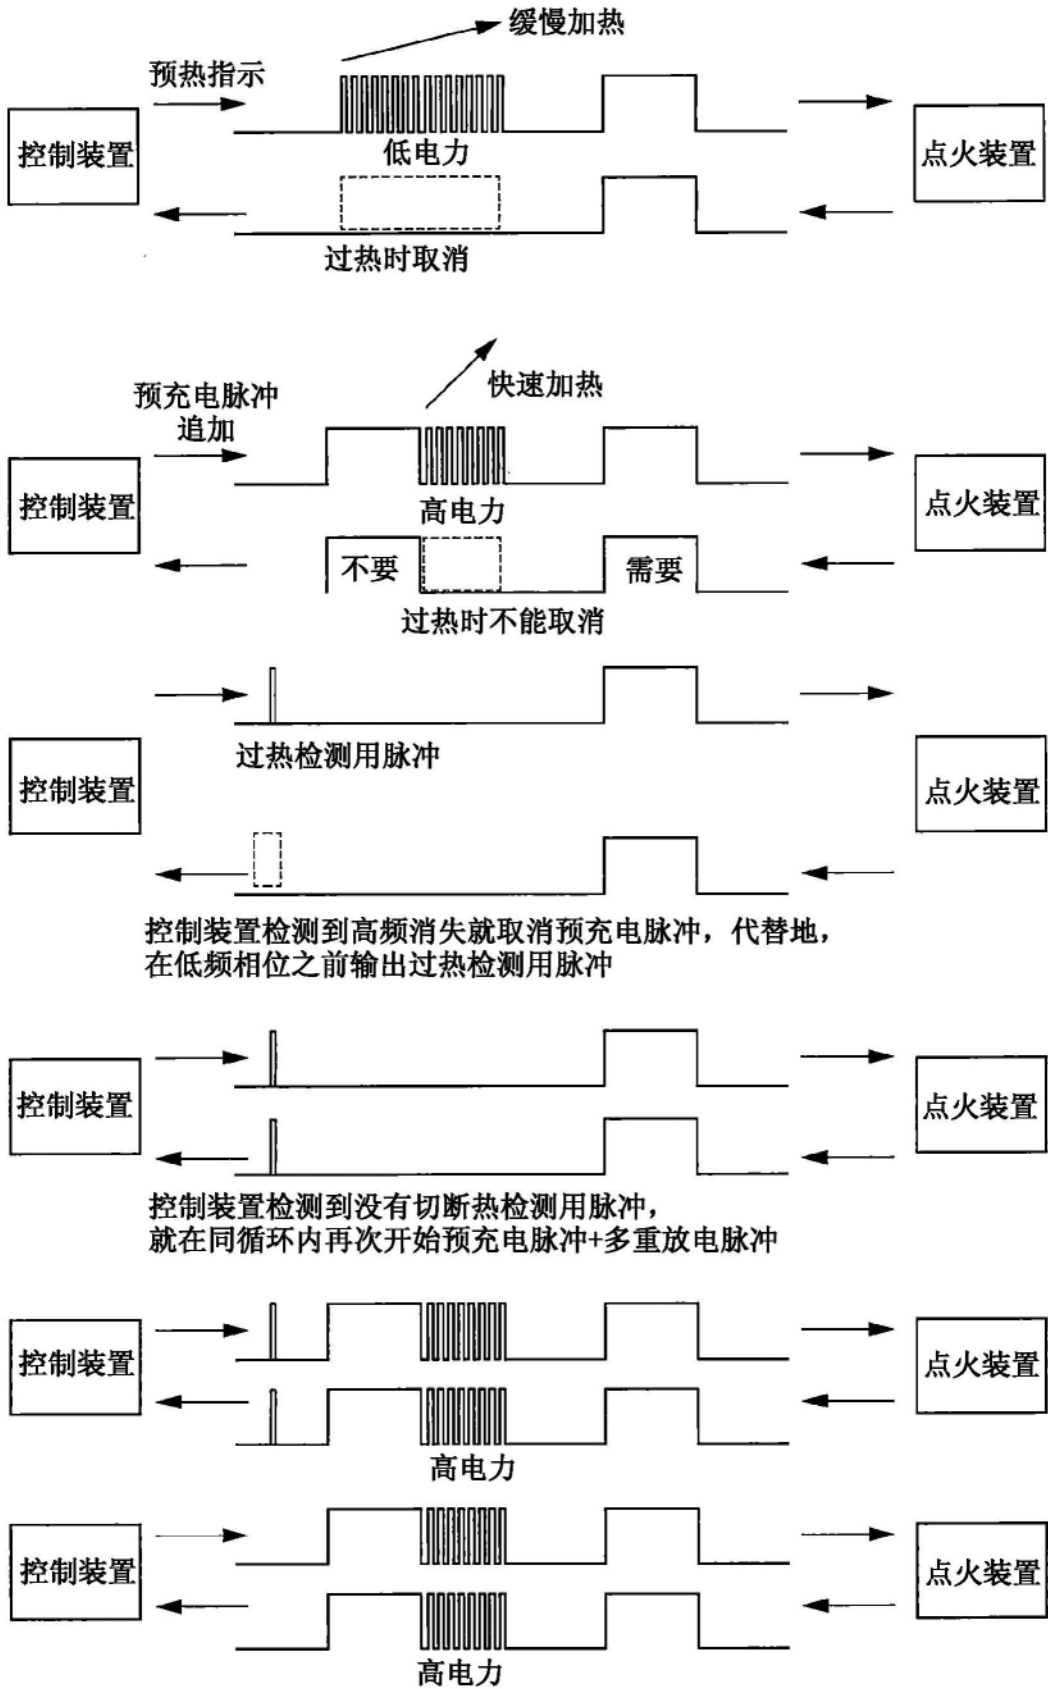 缓慢加热
预热指示
控制装置
低电力
点火装置
过热时取消
快速加热
预充电脉冲
追加
控制装置
高电力
点火装置
不要
需要
过热时不能取消
过热检测用脉冲
控制装置
点火装置
控制装置检测到高频消失就取消预充电脉冲，代替地，
在低频相位之前输出过热检测用脉冲
控制装置
点火装置
控制装置检测到没有切断热检测用脉冲，
就在同循环内再次开始预充电脉冲+多重放电脉冲
控制装置
点火装置
高电力
控制装置
点火装置
高电力